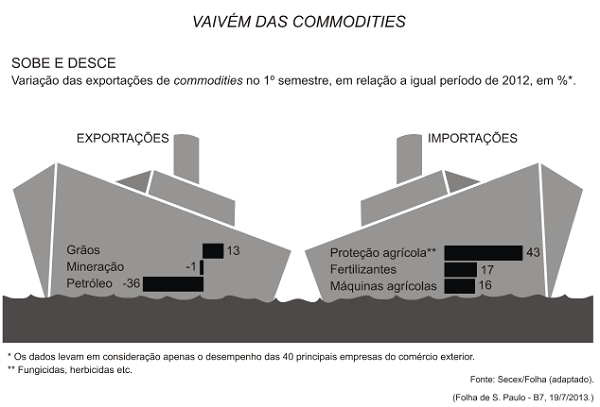 VAIVÉM DAS COMMODITIES
SOBE E DESCE
Variação das exportações de commodities no 1º semestre, em relação a igual período de 2012, em %*.
EXPORTAÇÕES
Grãos 13
Mineração -1
Petróleo -36
IMPORTAÇÕES
Proteção agrícola** 43
Fertilizantes 17
Máquinas agrícolas 16
* Os dados levam em consideração apenas o desempenho das 40 principais empresas do comércio exterior.
** Fungicidas, herbicidas etc.
Fonte: Secex/Folha (adaptado).
(Folha de S. Paulo - B7, 19/7/2013.)